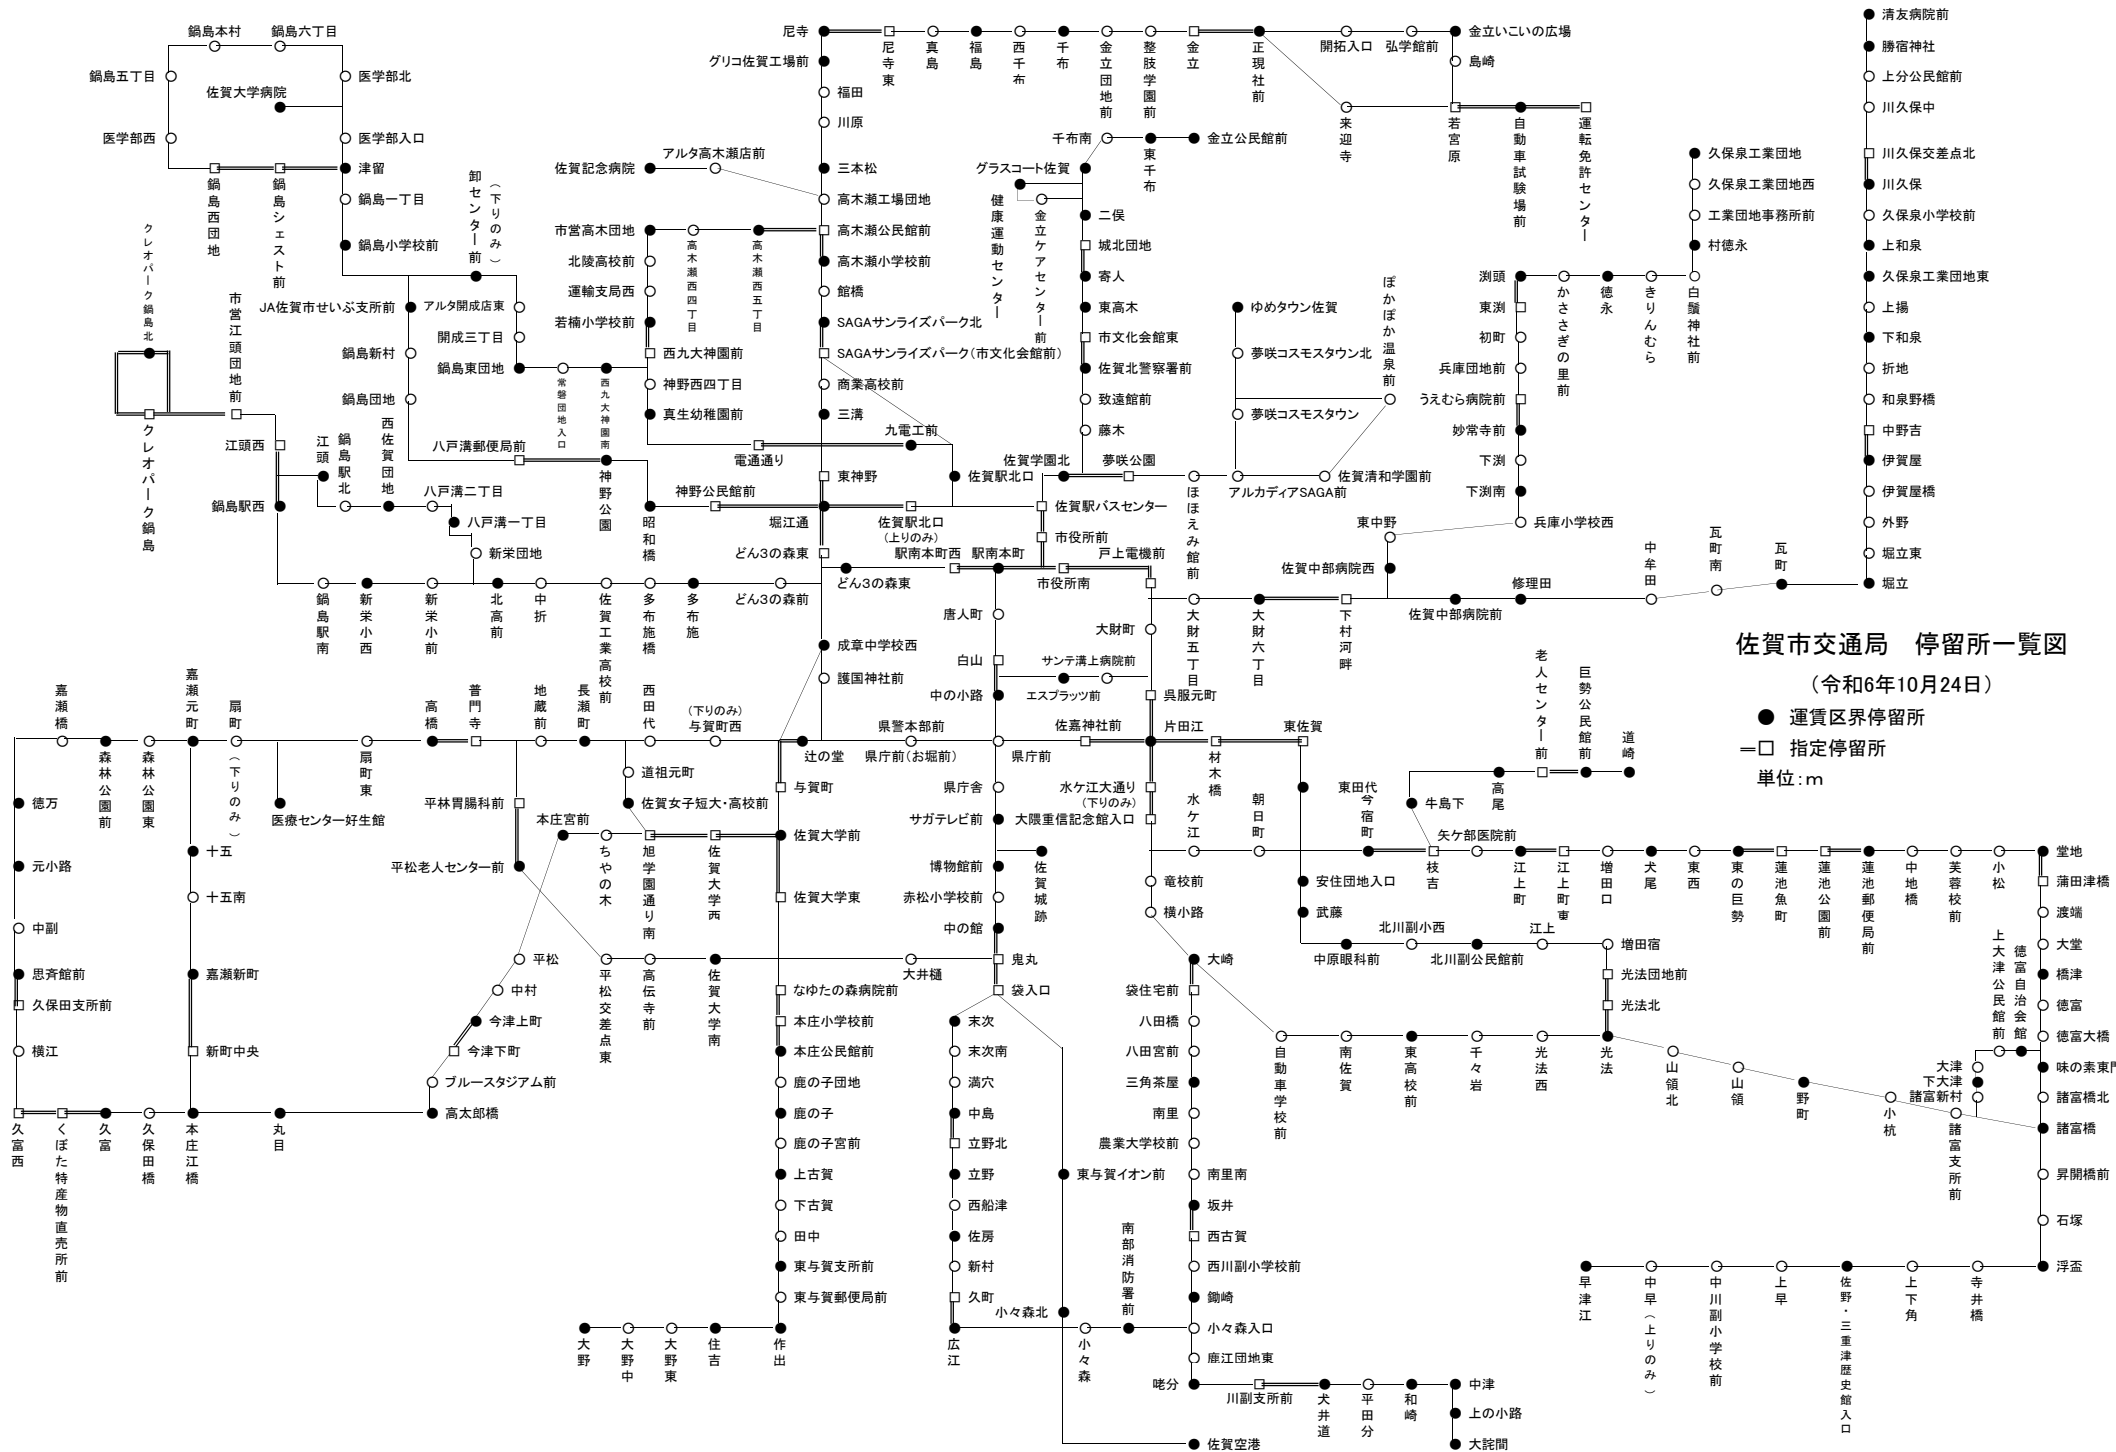 佐賀市交通局　停留所一覧図
（令和6年10月24日）
● 運賃区界停留所
＝□ 指定停留所
単位：m
鍋島本村
鍋島六丁目
鍋島五丁目
医学部北
佐賀大学病院
医学部西
医学部入口
津留
鍋島西団地
鍋島シェスト前
鍋島一丁目
鍋島小学校前
卸センター前
（下りのみ）
クレオパーク鍋島北
クレオパーク鍋島
市営江頭団地前
JA佐賀市せいぶ支所前
アルタ開成店東
開成三丁目
鍋島新村
鍋島東団地
常磐団地入口
西九大神園南
鍋島団地
八戸溝郵便局前
神野公園
江頭西
江頭
鍋島駅北
西佐賀団地
八戸溝二丁目
八戸溝一丁目
新栄団地
鍋島駅西
鍋島駅南
新栄小西
新栄小前
北高前
中折
佐賀工業高校前
多布施橋
多布施
どん3の森前
尼寺
グリコ佐賀工場前
福田
川原
三本松
高木瀬工場団地
高木瀬公民館前
高木瀬小学校前
館橋
SAGAサンライズパーク北
SAGAサンライズパーク（市文化会館前）
商業高校前
三溝
九電工前
東神野
堀江通
どん3の森東
佐賀記念病院
アルタ高木瀬店前
市営高木団地
高木瀬西四丁目
高木瀬西五丁目
北陵高校前
運輸支局西
若楠小学校前
西九大神園前
神野西四丁目
真生幼稚園前
電通通り
昭和橋
神野公民館前
佐賀駅北口
（上りのみ）
佐賀駅北口
尼寺東
真島
福島
西千布
千布
金立団地前
整肢学園前
金立
正現社前
開拓入口
弘学館前
金立いこいの広場
島崎
来迎寺
若宮原
自動車試験場前
運転免許センター
千布南
東千布
金立公民館前
グラスコート佐賀
健康運動センター
金立ケアセンター前
二俣
城北団地
寄人
東高木
市文化会館東
佐賀北警察署前
致遠館前
藤木
佐賀学園北
夢咲公園
ほほえみ館前
アルカディアSAGA前
佐賀清和学園前
ゆめタウン佐賀
夢咲コスモスタウン北
夢咲コスモスタウン
ぽかぽか温泉前
佐賀駅バスセンター
市役所前
駅南本町西
駅南本町
市役所南
戸上電機前
どん3の森東
久保泉工業団地
久保泉工業団地西
工業団地事務所前
村徳永
白鬚神社前
きりんむら
徳永
かささぎの里前
渕頭
東渕
初町
兵庫団地前
うえむら病院前
妙常寺前
下渕
下渕南
兵庫小学校西
東中野
佐賀中部病院西
清友病院前
勝宿神社
上分公民館前
川久保中
川久保交差点北
川久保
久保泉小学校前
上和泉
久保泉工業団地東
上揚
下和泉
折地
和泉野橋
中野吉
伊賀屋
伊賀屋橋
外野
堀立東
堀立
瓦町
瓦町南
中牟田
修理田
佐賀中部病院前
下村河畔
大財六丁目
大財五丁目
唐人町
白山
中の小路
サンテ溝上病院前
エスプラッツ前
大財町
呉服元町
成章中学校西
護国神社前
嘉瀬橋
森林公園前
森林公園東
嘉瀬元町
扇町（下りのみ）
医療センター好生館
扇町東
高橋
普門寺
地蔵前
長瀬町
西田代
（下りのみ）
与賀町西
辻の堂
県警本部前
県庁前（お堀前）
県庁前
佐嘉神社前
片田江
材木橋
東佐賀
徳万
元小路
中副
思斉館前
久保田支所前
横江
久富西
くぼた特産物直売所前
久富
久保田橋
本庄江橋
丸目
高太郎橋
十五
十五南
嘉瀬新町
新町中央
平林胃腸科前
平松老人センター前
道祖元町
佐賀女子短大・高校前
本庄宮前
ちやの木
旭学園通り南
佐賀大学西
佐賀大学前
与賀町
佐賀大学東
平松
中村
今津上町
今津下町
ブルースタジアム前
平松交差点東
高伝寺前
佐賀大学南
大井樋
鬼丸
袋入口
なゆたの森病院前
本庄小学校前
本庄公民館前
鹿の子団地
鹿の子
鹿の子宮前
上古賀
下古賀
田中
東与賀支所前
東与賀郵便局前
作出
住吉
大野東
大野中
大野
県庁舎
サガテレビ前
博物館前
佐賀城跡
赤松小学校前
中の館
末次
末次南
満穴
中島
立野北
立野
西船津
佐房
新村
久町
広江
小々森北
小々森
南部消防署前
東与賀イオン前
佐賀空港
水ケ江大通り
（下りのみ）
大隈重信記念館入口
水ケ江
朝日町
今宿町
枝吉
竜校前
横小路
大崎
袋住宅前
八田橋
八田宮前
三角茶屋
南里
農業大学校前
南里南
坂井
西古賀
西川副小学校前
鋤崎
小々森入口
鹿江団地東
咾分
川副支所前
犬井道
平田分
和崎
中津
上の小路
大詫間
東田代
安住団地入口
武藤
中原眼科前
北川副小西
北川副公民館前
江上
増田宿
光法団地前
光法北
光法
光法西
千々岩
東高校前
南佐賀
自動車学校前
牛島下
高尾
老人センター前
巨勢公民館前
道崎
矢ケ部医院前
江上町
江上町東
増田口
犬尾
東西
東の巨勢
蓮池魚町
蓮池公園前
蓮池郵便局前
中地橋
芙蓉校前
小松
堂地
蒲田津橋
渡端
大堂
橋津
徳富
徳富大橋
味の素東門
諸富橋北
諸富橋
昇開橋前
石塚
浮盃
上大津公民館前
徳富自治会館
大津
下大津
諸富新村
山領北
山領
野町
小杭
諸富支所前
寺井橋
上下角
佐野・三重津歴史館入口
上早
中川副小学校前
中早（上りのみ）
早津江